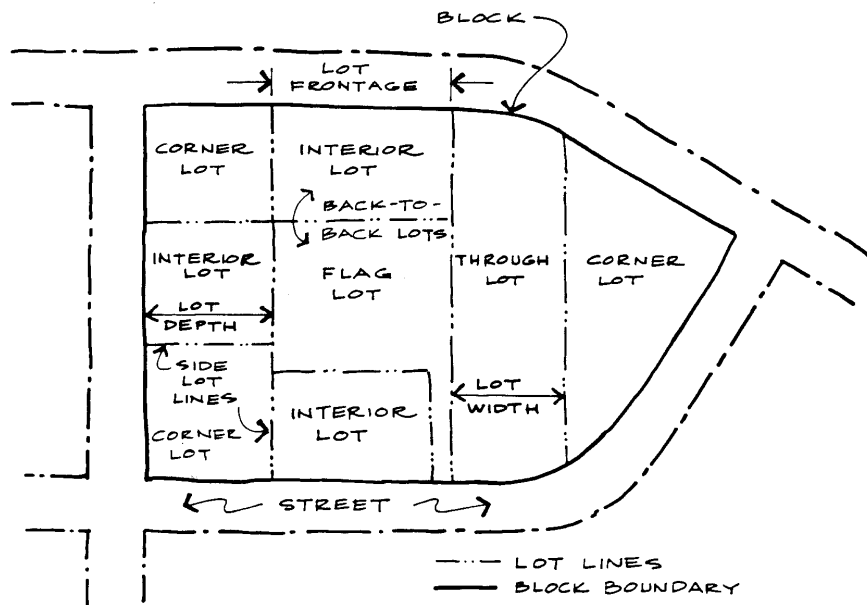 BLOCK
LOT
FRONTAGE
CORNER
LOT
INTERIOR
LOT
BACK-TO-
BACK LOTS
INTERIOR
LOT
FLAG
LOT
THROUGH
LOT
CORNER
LOT
LOT
DEPTH
SIDE
LOT
LINES
LOT
WIDTH
INTERIOR
LOT
CORNER
LOT
STREET
LOT LINES
BLOCK BOUNDARY